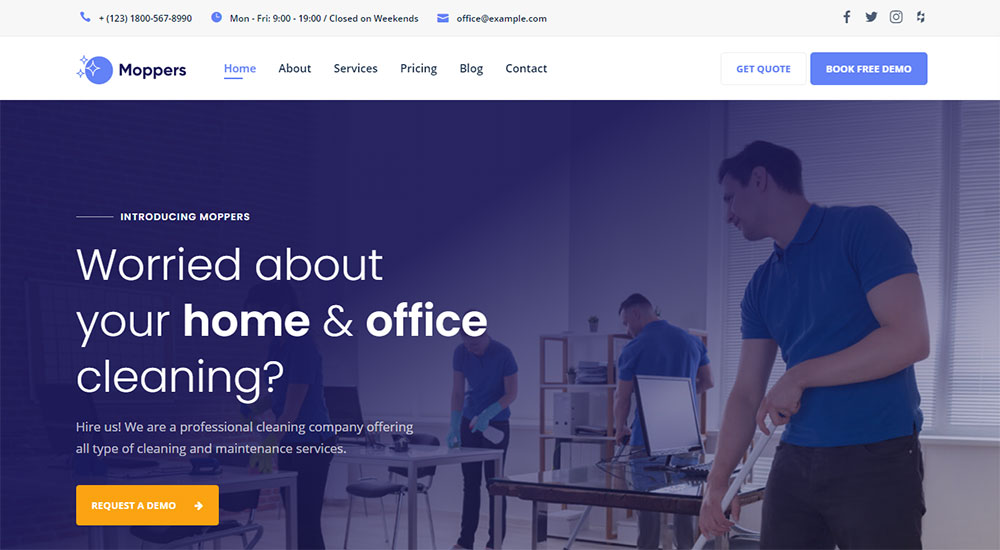 + (123) 1800-567-8990 Mon - Fri: 9:00 - 19:00 / Closed on Weekends office@example.com
Moppers Home About Services Pricing Blog Contact GET QUOTE BOOK FREE DEMO
INTRODUCING MOPPERS
Worried about
your home & office
cleaning?
Hire us! We are a professional cleaning company offering
all type of cleaning and maintenance services.
REQUEST A DEMO